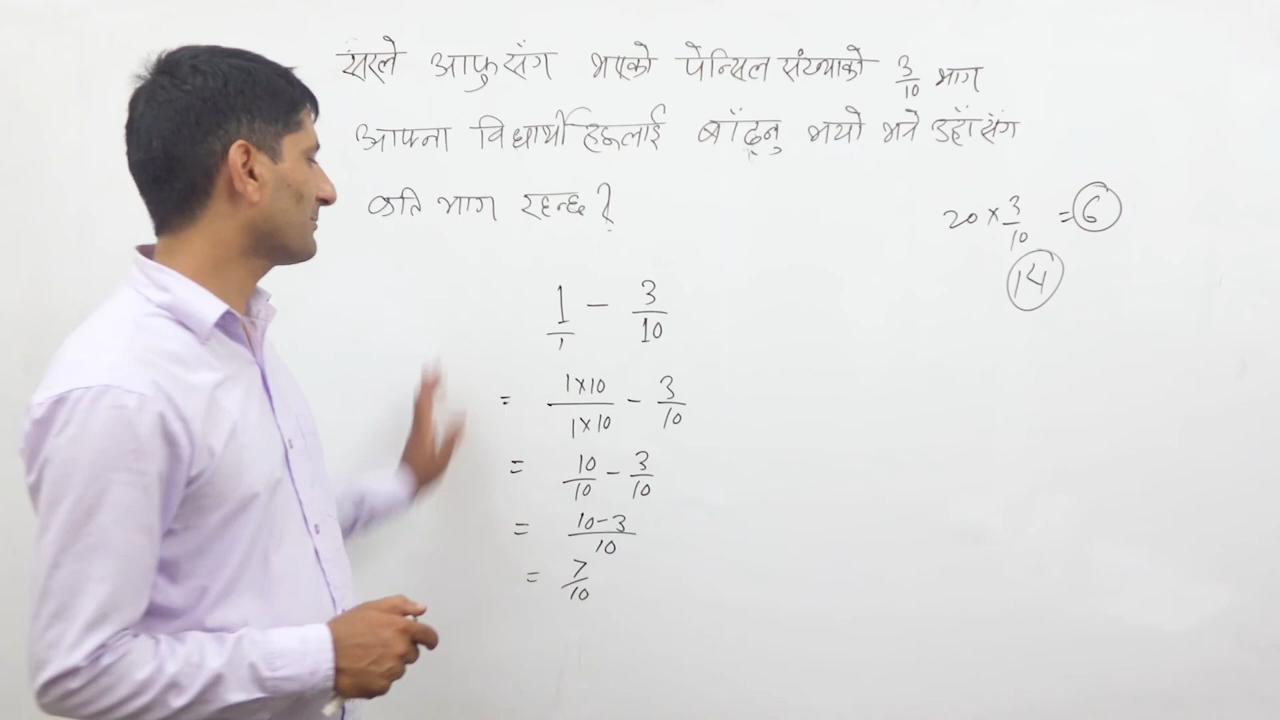 सरले आफुसंग भएको पेन्सिल संख्याको 3/10 भाग
आफ्ना विद्यार्थीहरूलाई बाँढ्नु भयो भने उहाँसंग
कति भाग रहन्छ?
20 × 3/10 = 6
14
1/1 - 3/10
= 1×10/1×10 - 3/10
= 10/10 - 3/10
= 10-3/10
= 7/10